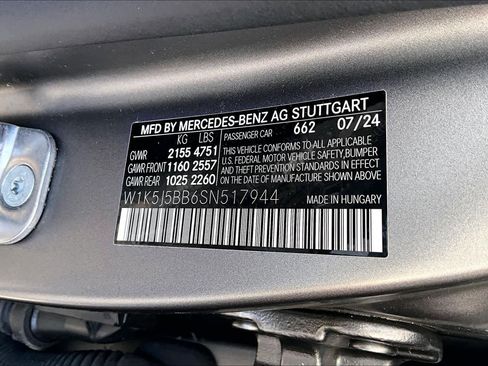 MFD BY MERCEDES-BENZ AG STUTTGART
KG LBS PASSENGER CAR 662 07/24
GVWR 2155 4751 THIS VEHICLE CONFORMS TO ALL APPLICABLE
GAWR FRONT 1160 2557 U.S. FEDERAL MOTOR VEHICLE SAFETY, BUMPER,
GAWR REAR 1025 2260 AND THEFT PREVENTION STANDARDS IN EFFECT
ON THE DATE OF MANUFACTURE SHOWN ABOVE.
W1K5J5BB6SN517944
MADE IN HUNGARY